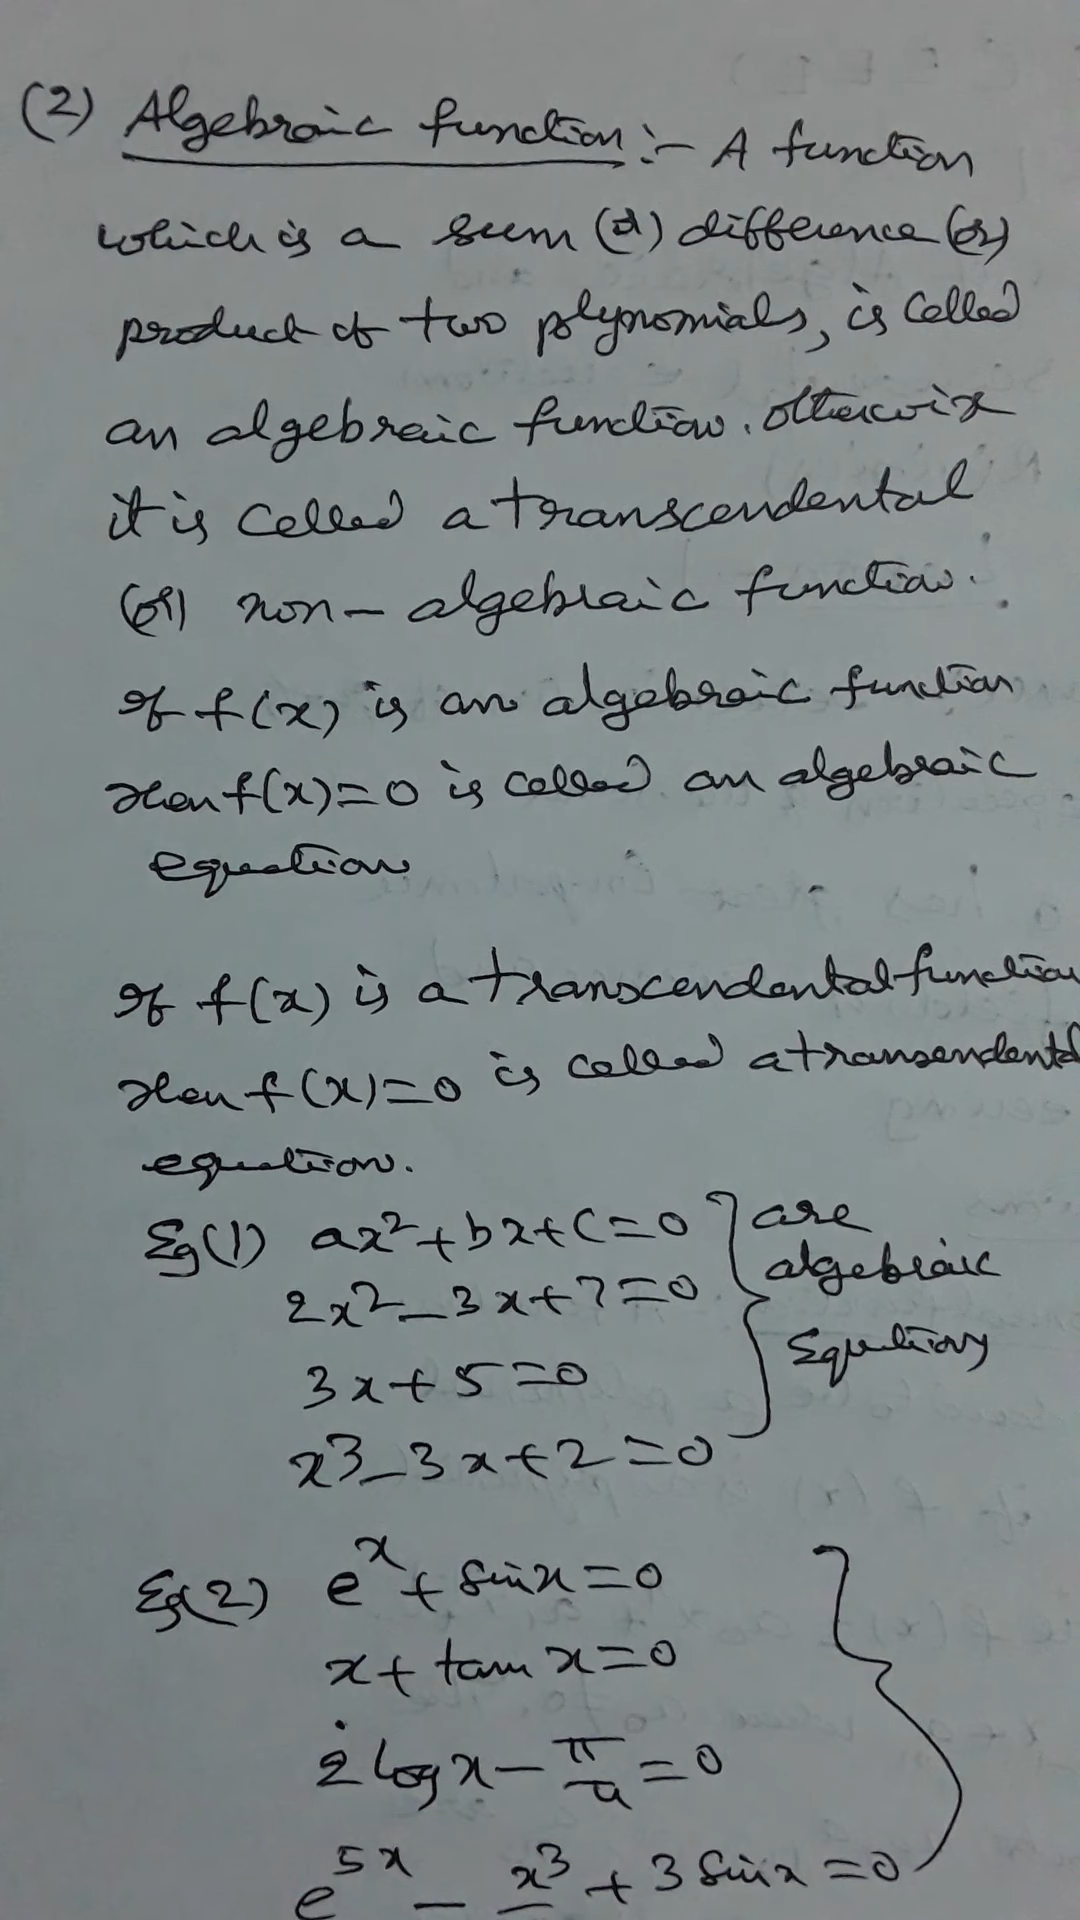 (2) Algebraic function:- A function
which is a sum (or) difference (or)
product of two polynomials, is called
an algebraic function. otherwise
it is called a transcendental
(or) non-algebraic function.
If f(x) is an algebraic function
then f(x)=0 is called an algebraic
equation
If f(x) is a transcendental function
then f(x)=0 is called a transendental
equation.
Eg(1) ax²+bx+c=0 } are
2x²-3x+7=0 algebraic
3x+5=0 Equations
x³-3x+2=0
Eg(2) e^x + sinx=0 }
x+ tan x=0
2 log x - π/4 =0
e^5x - x³ + 3 sinx =0